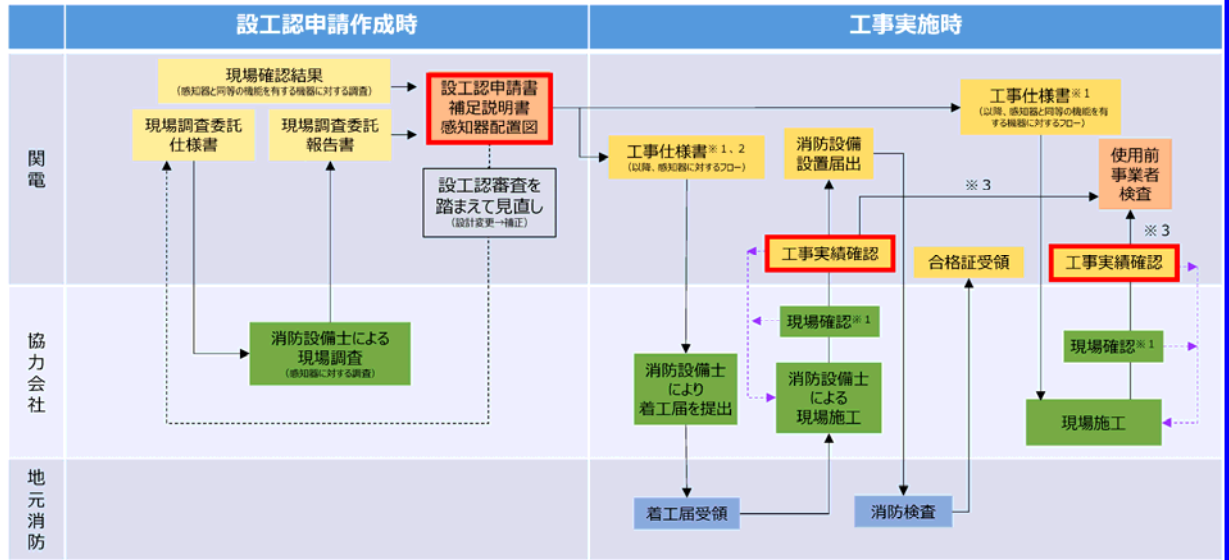 設工認申請作成時
工事実施時
関電
現場確認結果
(感知器と同等の機能を有する機器に対する調査)
現場調査委託
仕様書
現場調査委託
報告書
設工認申請書
補足説明書
感知器配置図
設工認審査を
踏まえて見直し
(設計変更→補正)
工事仕様書※1、2
(以降、感知器に対するフロー)
消防設備
設置届出
工事仕様書※1
(以降、感知器と同等の機能を有
する機器に対するフロー)
使用前
事業者
検査
※3
※3
工事実績確認
合格証受領
工事実績確認
協力会社
消防設備士による
現場調査
(感知器に対する調査)
消防設備士
により
着工届を提出
現場確認※1
消防設備士
による
現場施工
現場確認※1
現場施工
地元消防
着工届受領
消防検査